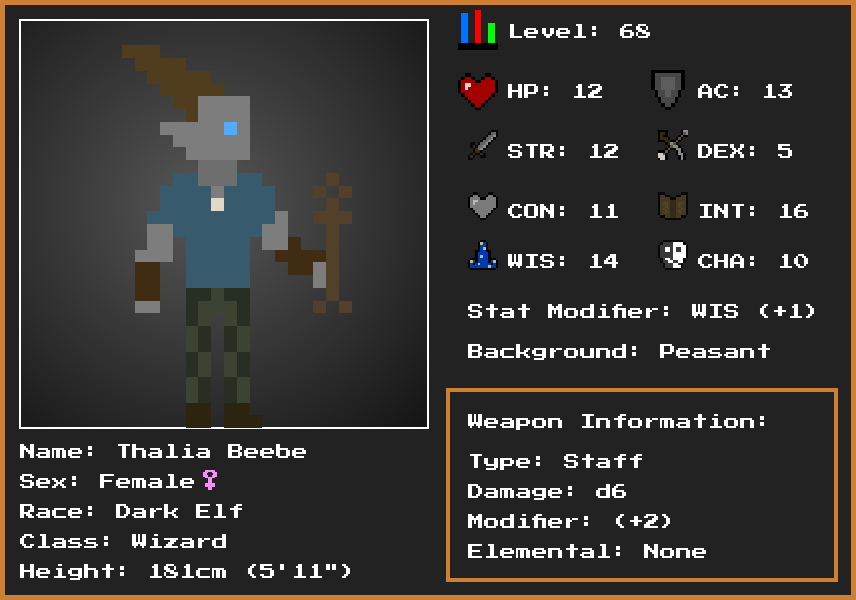 Level: 68
HP: 12 AC: 13
STR: 12 DEX: 5
CON: 11 INT: 16
WIS: 14 CHA: 10
Stat Modifier: WIS (+1)
Background: Peasant
Weapon Information:
Type: Staff
Damage: d6
Modifier: (+2)
Elemental: None
Name: Thalia Beebe
Sex: Female♀
Race: Dark Elf
Class: Wizard
Height: 181cm (5'11")